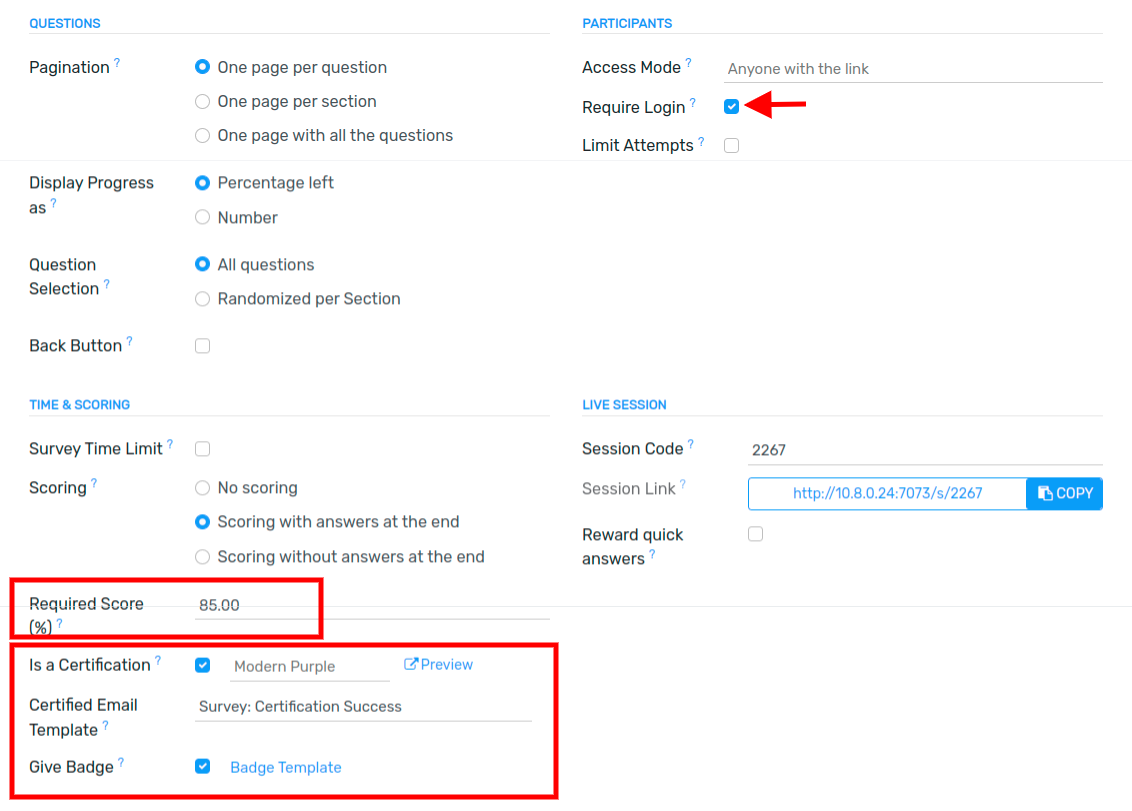 QUESTIONS
Pagination ?
One page per question
One page per section
One page with all the questions
Display Progress
as ?
Percentage left
Number
Question
Selection ?
All questions
Randomized per Section
Back Button ?
PARTICIPANTS
Access Mode ?
Anyone with the link
Require Login ?
Limit Attempts ?
TIME & SCORING
Survey Time Limit ?
Scoring ?
No scoring
Scoring with answers at the end
Scoring without answers at the end
Required Score
(%) ?
85.00
Is a Certification ?
Modern Purple
Preview
Certified Email
Template ?
Survey: Certification Success
Give Badge ?
Badge Template
LIVE SESSION
Session Code ?
2267
Session Link ?
http://10.8.0.24:7073/s/2267
COPY
Reward quick
answers ?